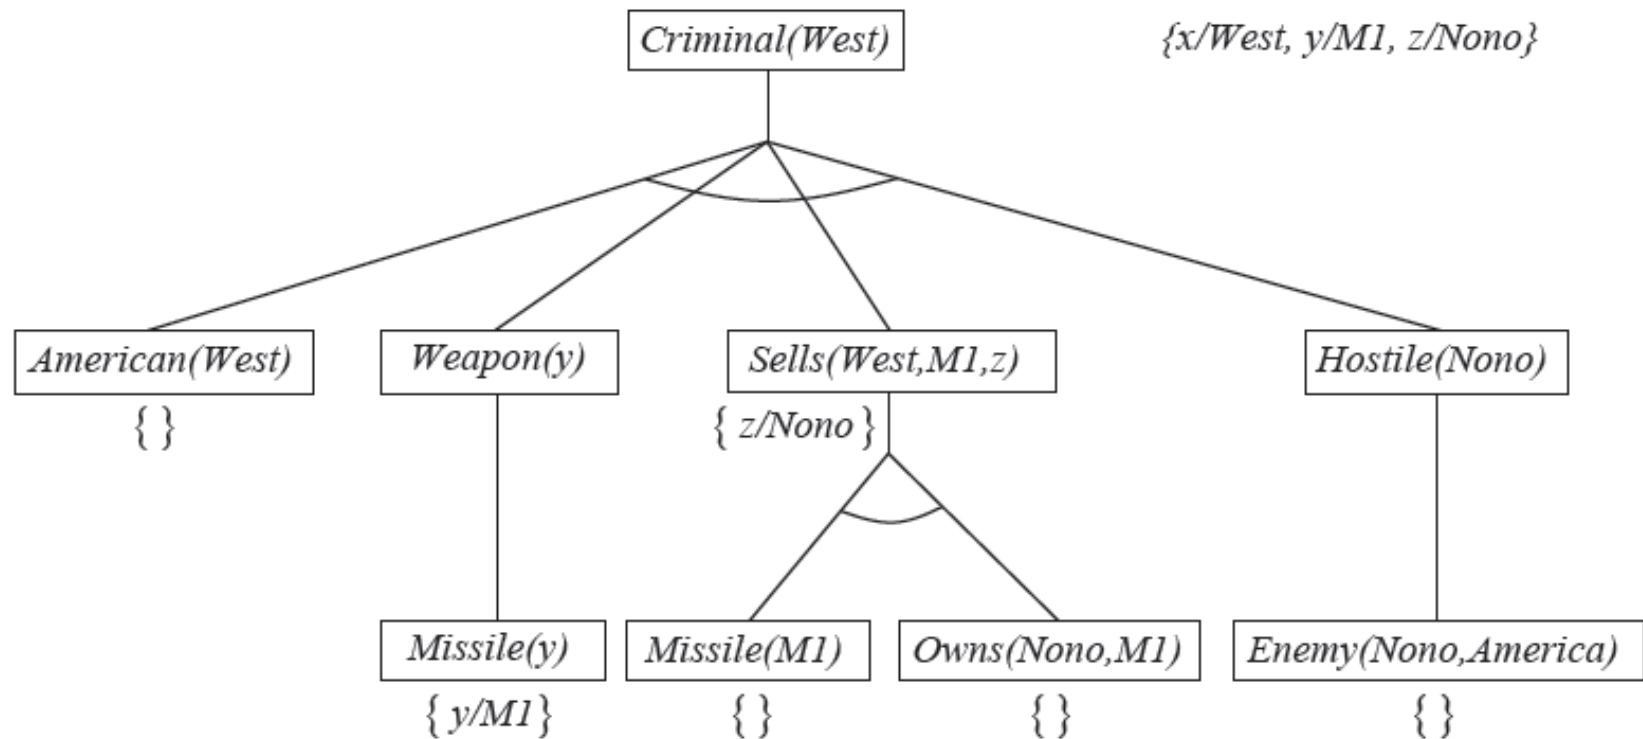 Criminal(West)
{x/West, y/M1, z/Nono}
American(West)
Weapon(y)
Sells(West,M1,z)
Hostile(Nono)
{ }
{ z/Nono }
Missile(y)
Missile(M1)
Owns(Nono,M1)
Enemy(Nono,America)
{ y/M1}
{ }
{ }
{ }